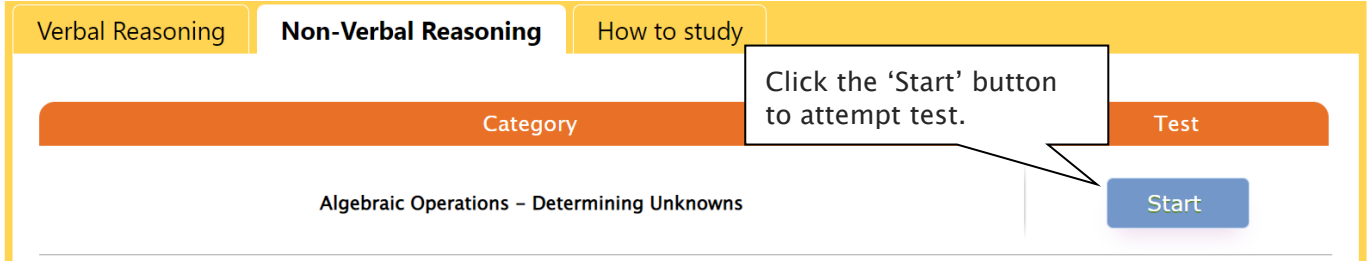 Verbal Reasoning
Non-Verbal Reasoning
How to study
Click the ‘Start’ button
to attempt test.
Category
Test
Algebraic Operations – Determining Unknowns
Start